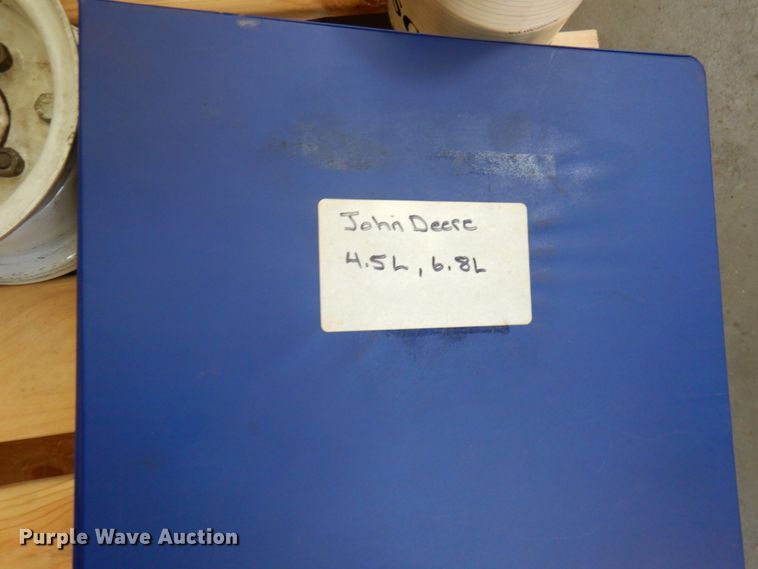 John Deere
4.5L, 6.8L
Purple Wave Auction